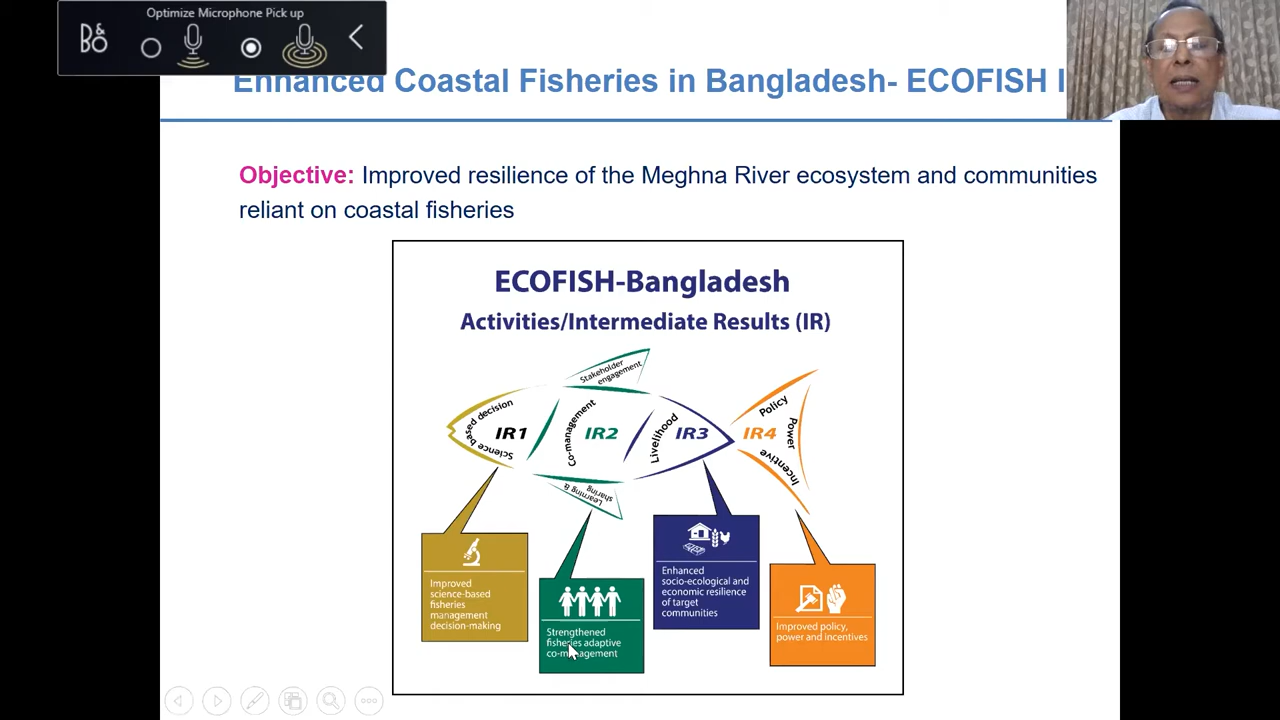 Optimize Microphone Pick up
B&O
Enhanced Coastal Fisheries in Bangladesh- ECOFISH I
Objective: Improved resilience of the Meghna River ecosystem and communities
reliant on coastal fisheries
ECOFISH-Bangladesh
Activities/Intermediate Results (IR)
Stakeholder
engagement
Science based decision
IR1
Co-management
IR2
Livelihood
IR3
IR4
Policy
Power
Incentive
Learning &
sharing
Improved
science-based
fisheries
management
decision-making
Strengthened
fisheries adaptive
co-management
Enhanced
socio-ecological and
economic resilience
of target
communities
Improved policy,
power and incentives